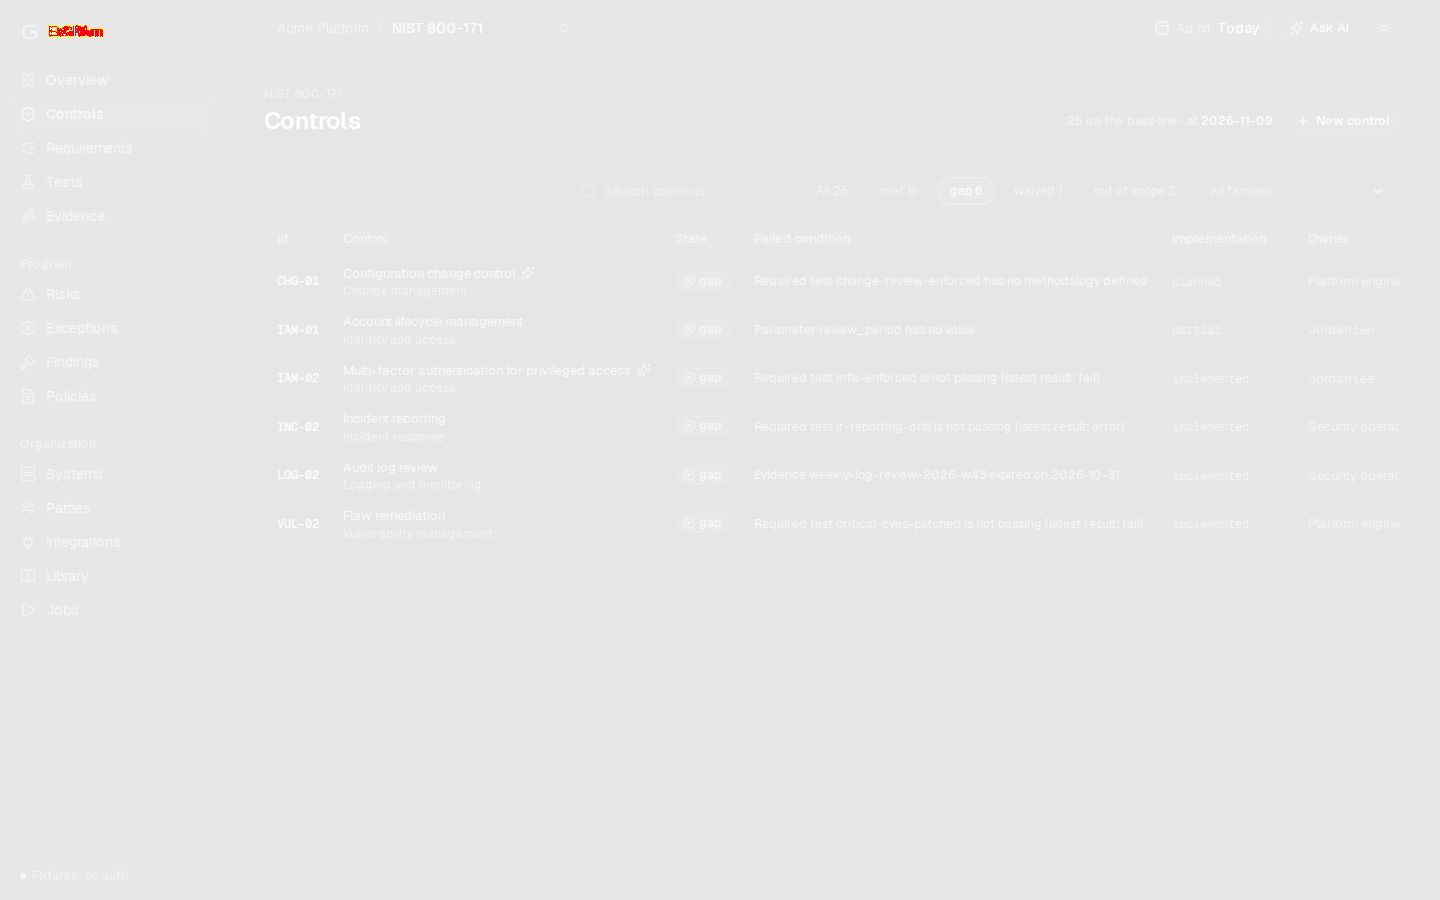 Acme Platform / NIST 800-171
As of Today
Ask AI
Overview
Controls
Requirements
Tests
Evidence
Program
Risks
Exceptions
Findings
Policies
Organization
Systems
Parties
Integrations
Library
Jobs
Fixtures · no auth
NIST 800-171
Controls
25 on the baseline · at 2026-11-09
New control
Search controls
All 25
met 16
gap 6
waived 1
out of scope 2
All families
Id Control State Failed condition Implementation Owner
CHG-01 Configuration change control gap Required test change-review-enforced has no methodology defined planned Platform engine
Change management
IAM-01 Account lifecycle management gap Parameter review_period has no value partial Jordan Lee
Identity and access
IAM-02 Multi-factor authentication for privileged access gap Required test mfa-enforced is not passing (latest result: fail) implemented Jordan Lee
Identity and access
INC-02 Incident reporting gap Required test ir-reporting-drill is not passing (latest result: error) implemented Security operat
Incident response
LOG-02 Audit log review gap Evidence weekly-log-review-2026-w43 expired on 2026-10-31 implemented Security operat
Logging and monitoring
VUL-02 Flaw remediation gap Required test critical-cves-patched is not passing (latest result: fail) implemented Platform engine
Vulnerability management